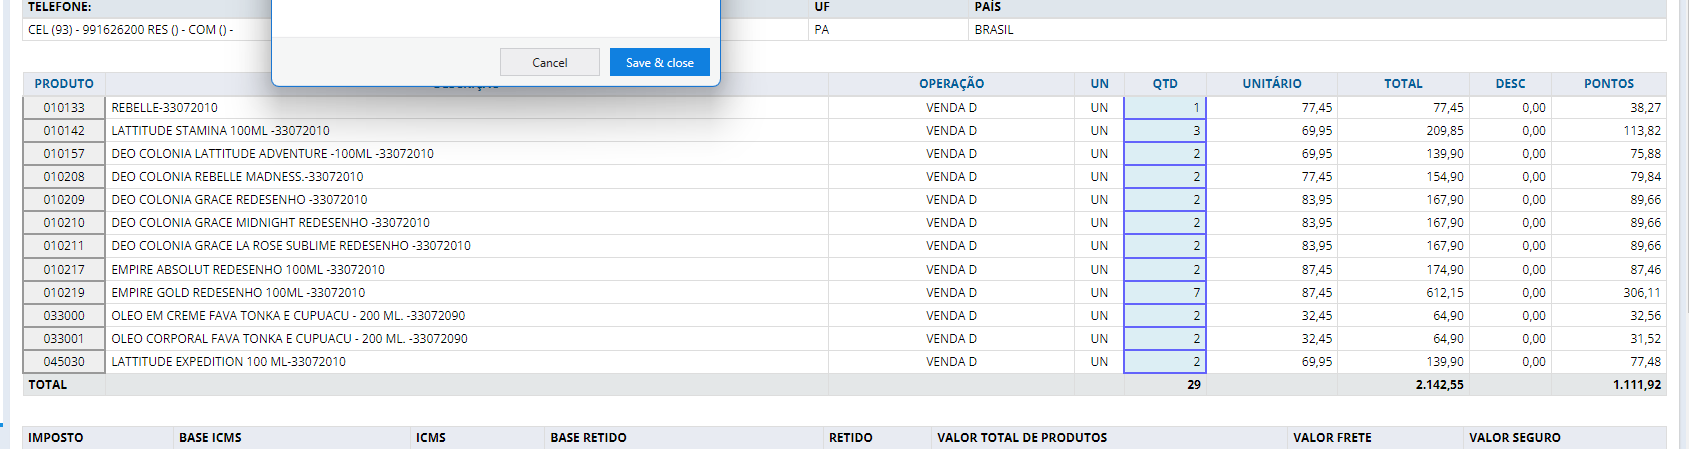 TELEFONE: UF PAÍS
CEL (93) - 991626200 RES () - COM () - PA BRASIL
Cancel Save & close
PRODUTO OPERAÇÃO UN QTD UNITÁRIO TOTAL DESC PONTOS
010133 REBELLE-33072010 VENDA D UN 1 77,45 77,45 0,00 38,27
010142 LATTITUDE STAMINA 100ML -33072010 VENDA D UN 3 69,95 209,85 0,00 113,82
010157 DEO COLONIA LATTITUDE ADVENTURE -100ML -33072010 VENDA D UN 2 69,95 139,90 0,00 75,88
010208 DEO COLONIA REBELLE MADNESS.-33072010 VENDA D UN 2 77,45 154,90 0,00 79,84
010209 DEO COLONIA GRACE REDESENHO -33072010 VENDA D UN 2 83,95 167,90 0,00 89,66
010210 DEO COLONIA GRACE MIDNIGHT REDESENHO -33072010 VENDA D UN 2 83,95 167,90 0,00 89,66
010211 DEO COLONIA GRACE LA ROSE SUBLIME REDESENHO -33072010 VENDA D UN 2 83,95 167,90 0,00 89,66
010217 EMPIRE ABSOLUT REDESENHO 100ML -33072010 VENDA D UN 2 87,45 174,90 0,00 87,46
010219 EMPIRE GOLD REDESENHO 100ML -33072010 VENDA D UN 7 87,45 612,15 0,00 306,11
033000 OLEO EM CREME FAVA TONKA E CUPUACU - 200 ML. -33072090 VENDA D UN 2 32,45 64,90 0,00 32,56
033001 OLEO CORPORAL FAVA TONKA E CUPUACU - 200 ML. -33072090 VENDA D UN 2 32,45 64,90 0,00 31,52
045030 LATTITUDE EXPEDITION 100 ML-33072010 VENDA D UN 2 69,95 139,90 0,00 77,48
TOTAL 29 2.142,55 1.111,92
IMPOSTO BASE ICMS ICMS BASE RETIDO RETIDO VALOR TOTAL DE PRODUTOS VALOR FRETE VALOR SEGURO